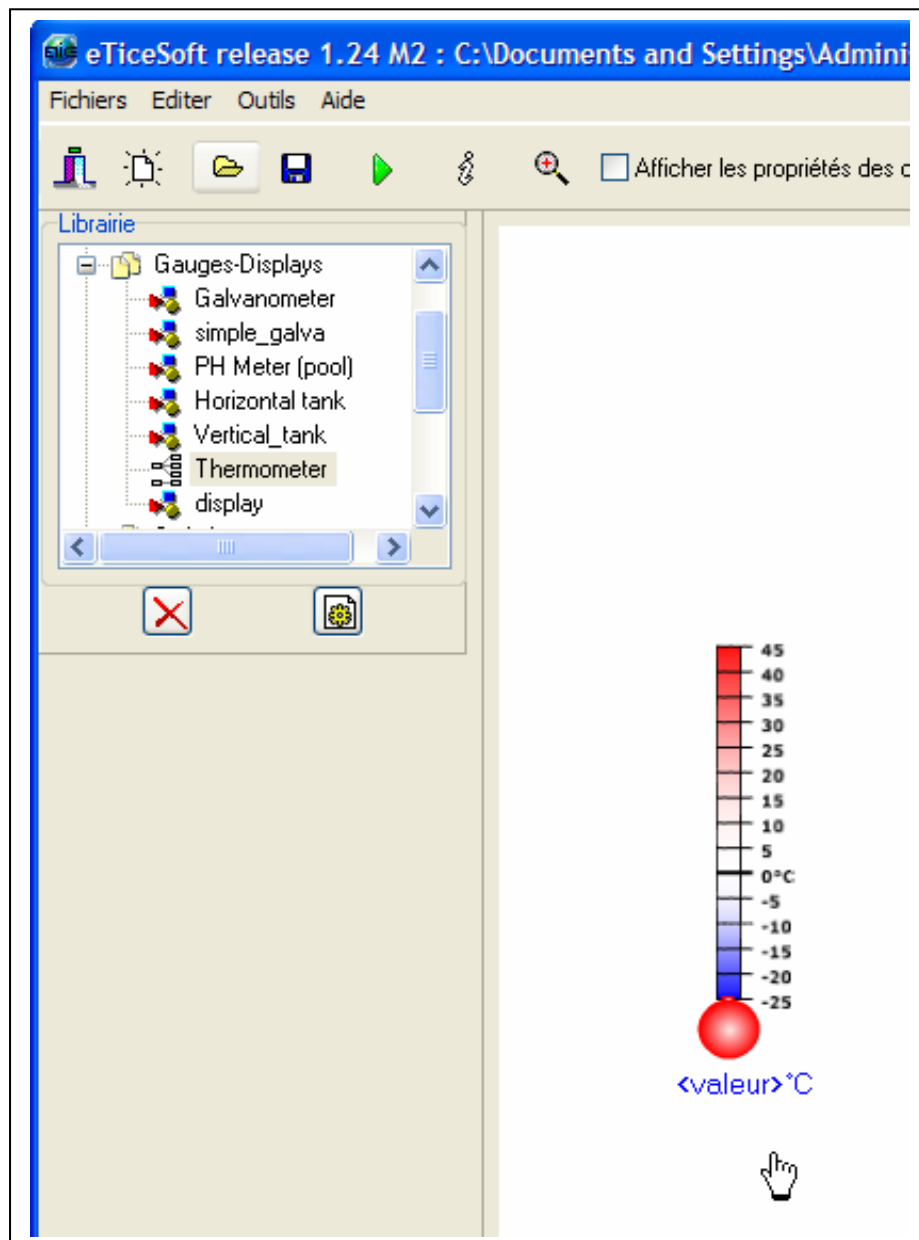 eTiceSoft release 1.24 M2 : C:\Documents and Settings\Admini
Fichiers Editer Outils Aide
Afficher les propriétés des c
Librairie
Gauges-Displays
Galvanometer
simple_galva
PH Meter (pool)
Horizontal tank
Vertical_tank
Thermometer
display
45
40
35
30
25
20
15
10
5
0°C
-5
-10
-15
-20
-25
<valeur>°C